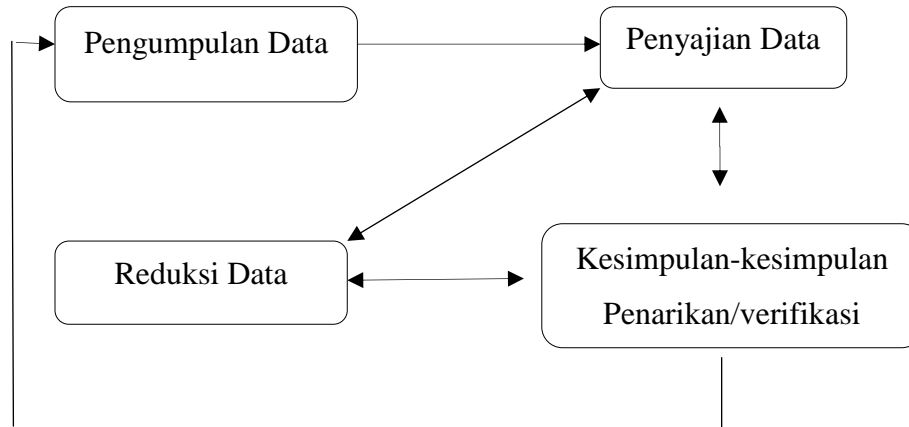 Pengumpulan Data
Penyajian Data
Reduksi Data
Kesimpulan-kesimpulan
Penarikan/verifikasi